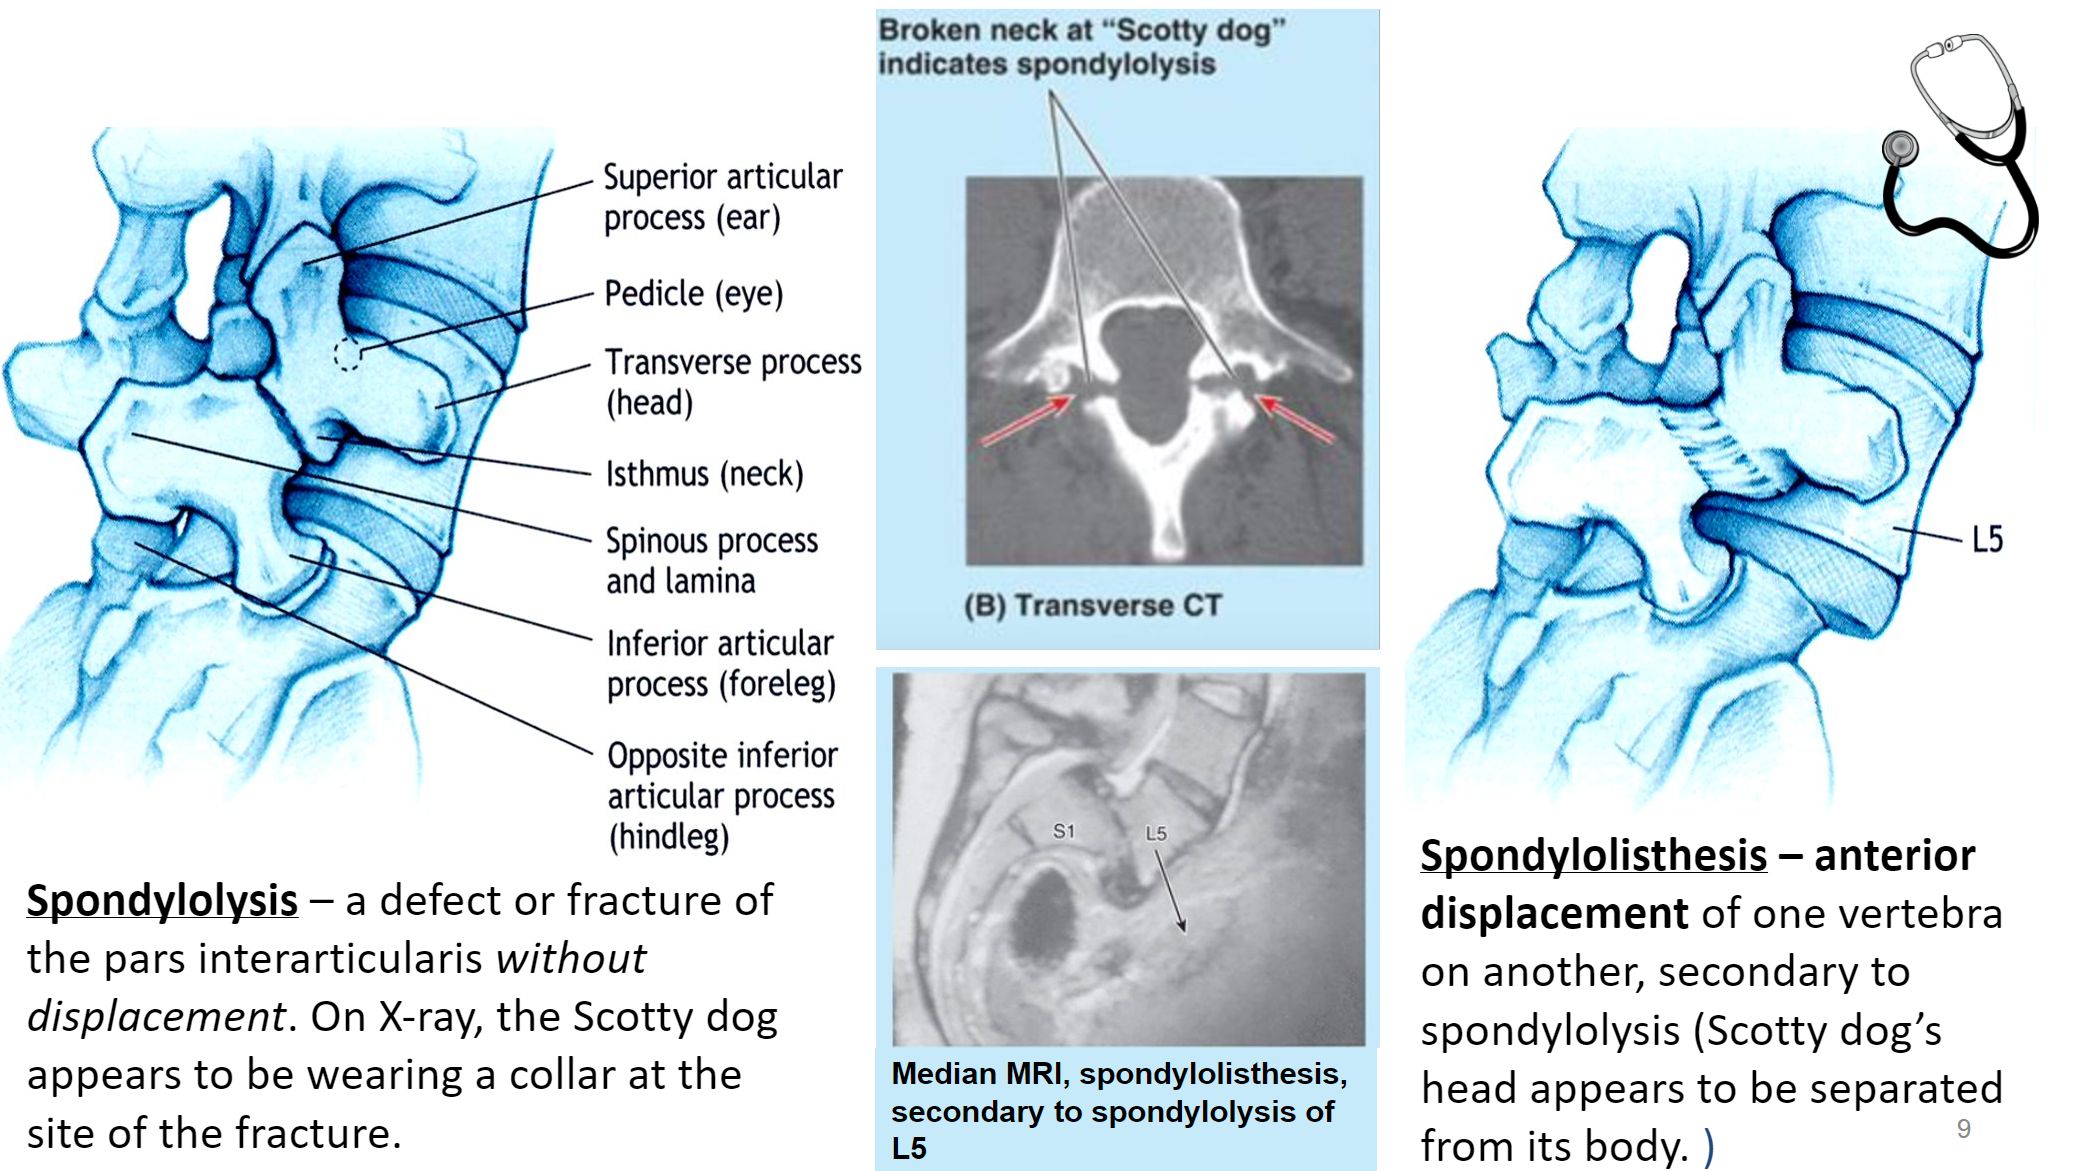 Superior articular
process (ear)
Pedicle (eye)
Transverse process
(head)
Isthmus (neck)
Spinous process
and lamina
Inferior articular
process (foreleg)
Opposite inferior
articular process
(hindleg)
Spondylolysis – a defect or fracture of
the pars interarticularis without
displacement. On X-ray, the Scotty dog
appears to be wearing a collar at the
site of the fracture.
Broken neck at “Scotty dog”
indicates spondylolysis
(B) Transverse CT
S1
L5
Median MRI, spondylolisthesis,
secondary to spondylolysis of
L5
L5
Spondylolisthesis – anterior
displacement of one vertebra
on another, secondary to
spondylolysis (Scotty dog’s
head appears to be separated
from its body. )
9